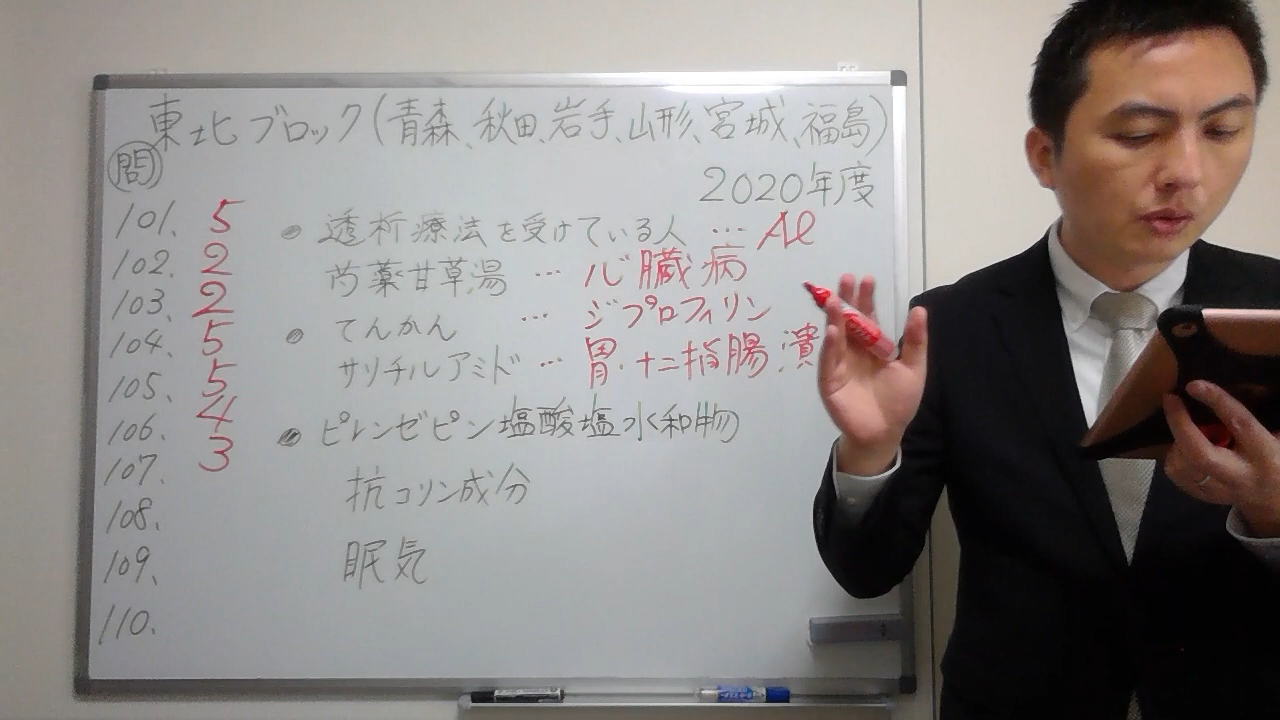 東北ブロック(青森、秋田、岩手、山形、宮城、福島)
2020年度
問
101. 5
102. 2
103. 2
104. 5
105. 5
106. 4
107. 3
108.
109.
110.
● 透析療法を受けている人 … Al
芍薬甘草湯 … 心臓病
● てんかん … ジプロフィリン
サリチルアミド … 胃・十二指腸潰
● ピレンゼピン塩酸塩水和物
抗コリン成分
眠気